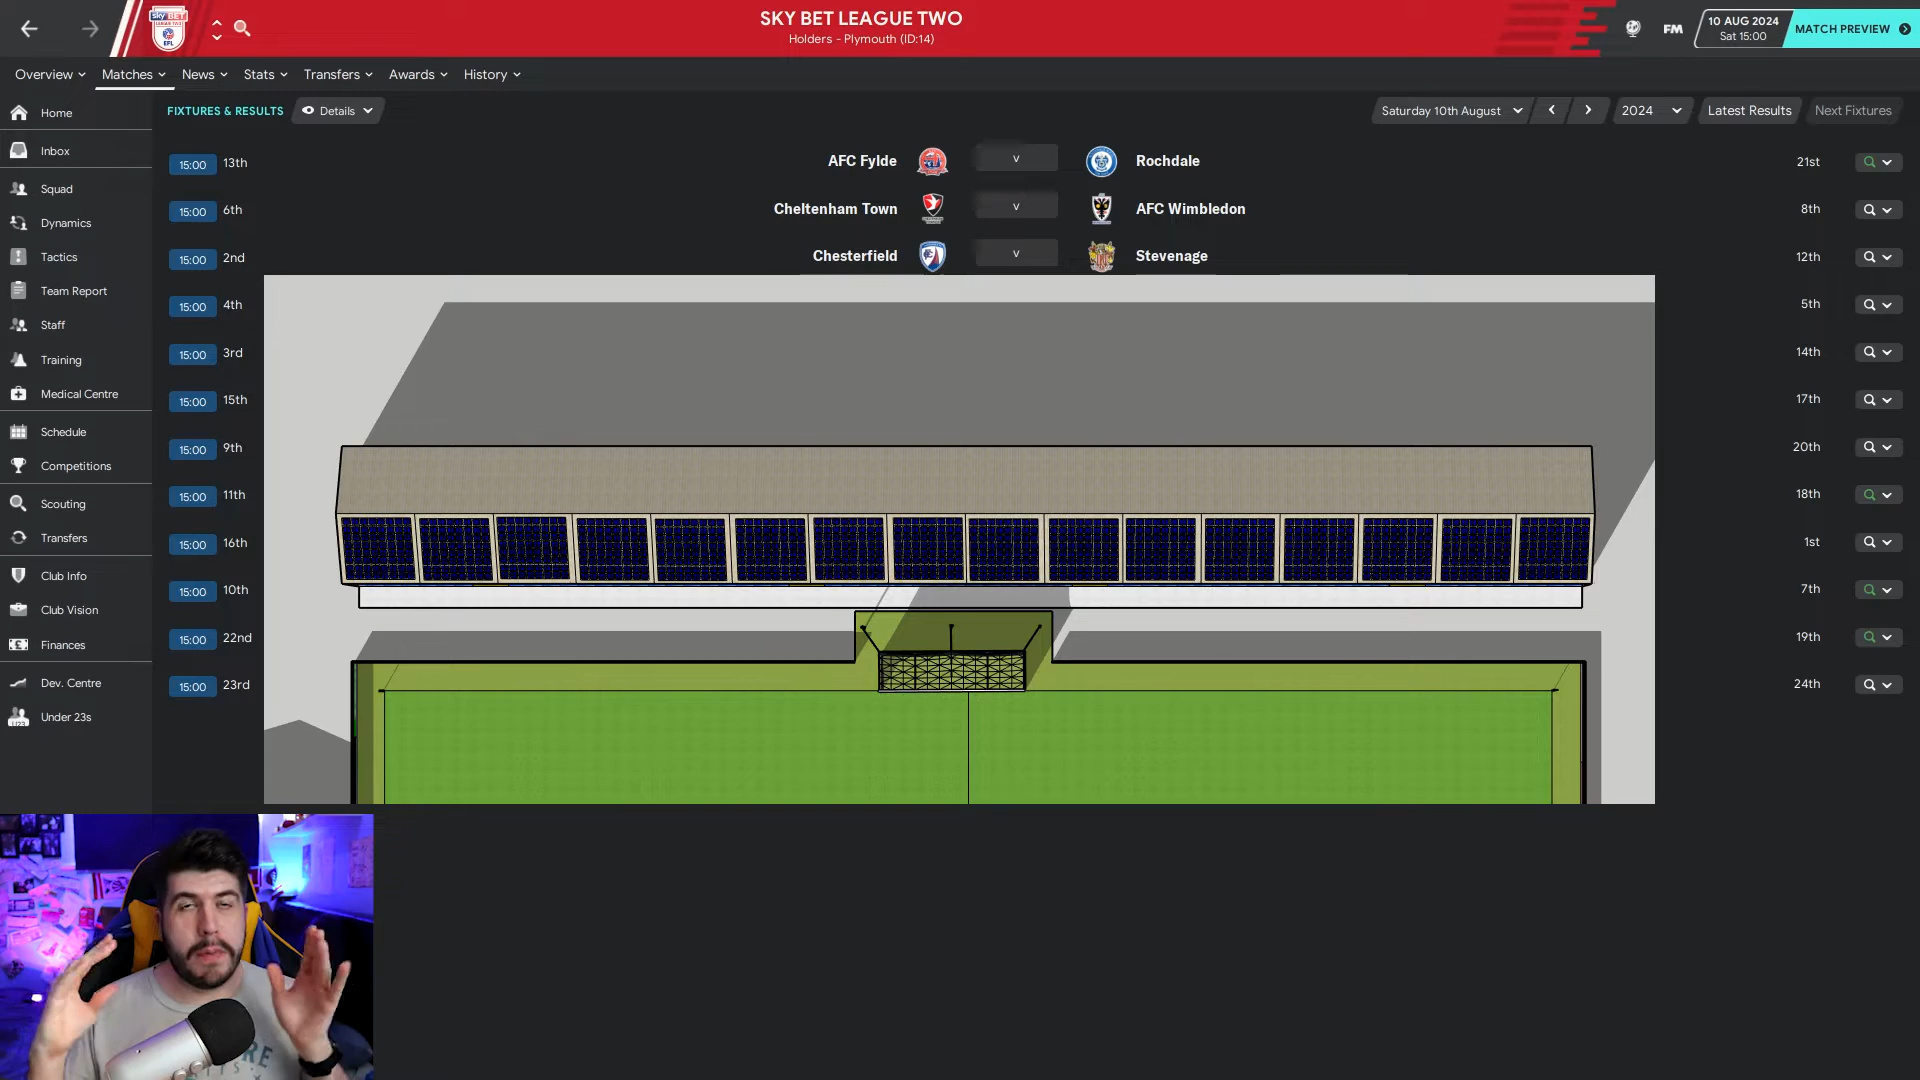 SKY BET LEAGUE TWO
Holders - Plymouth (ID:14)
FM
10 AUG 2024
Sat 15:00
MATCH PREVIEW
Overview
Matches
News
Stats
Transfers
Awards
History
FIXTURES & RESULTS
Details
Saturday 10th August
2024
Latest Results
Next Fixtures
Home
Inbox
Squad
Dynamics
Tactics
Team Report
Staff
Training
Medical Centre
Schedule
Competitions
Scouting
Transfers
Club Info
Club Vision
Finances
Dev. Centre
Under 23s
15:00 13th AFC Fylde v Rochdale 21st
15:00 6th Cheltenham Town v AFC Wimbledon 8th
15:00 2nd Chesterfield v Stevenage 12th
15:00 4th 5th
15:00 3rd 14th
15:00 15th 17th
15:00 9th 20th
15:00 11th 18th
15:00 16th 1st
15:00 10th 7th
15:00 22nd 19th
15:00 23rd 24th